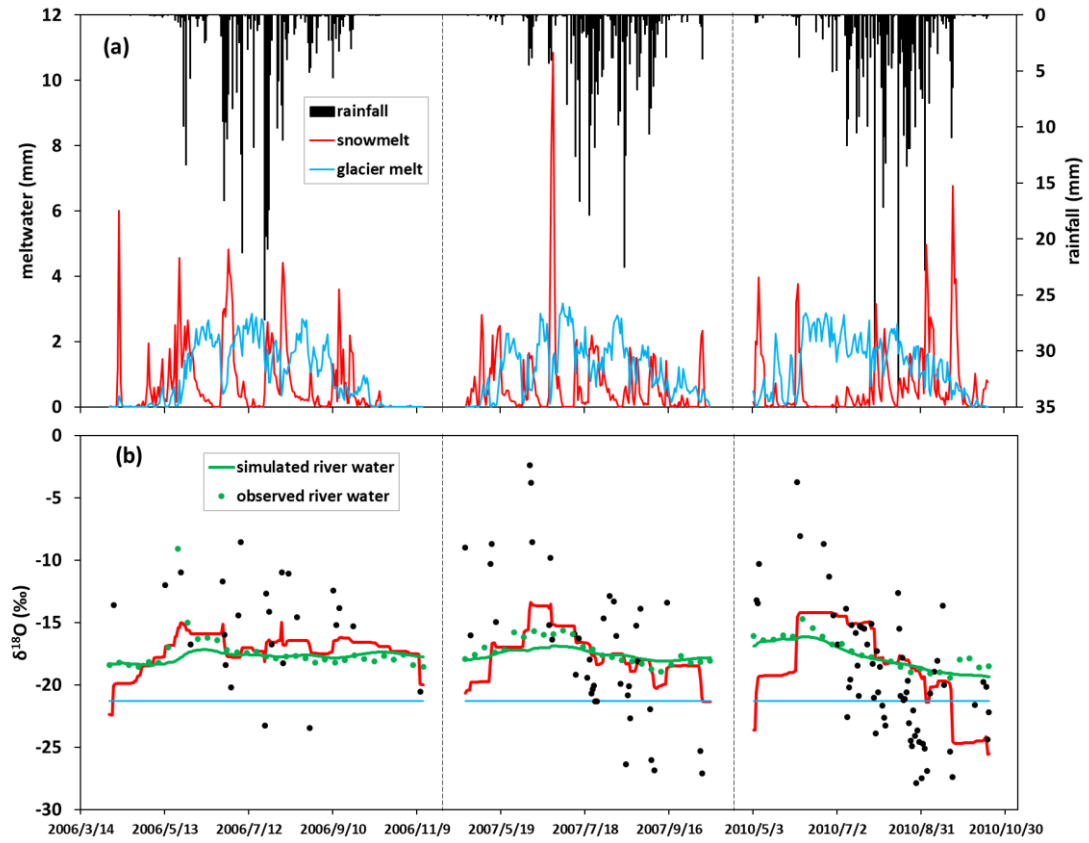 (a)
12
10
8
6
4
2
0
meltwater (mm)
0
5
10
15
20
25
30
35
rainfall (mm)
rainfall
snowmelt
glacier melt
(b)
0
-5
-10
-15
-20
-25
-30
δ18O (‰)
simulated river water
observed river water
2006/3/14 2006/5/13 2006/7/12 2006/9/10 2006/11/9 2007/5/19 2007/7/18 2007/9/16 2010/5/3 2010/7/2 2010/8/31 2010/10/30